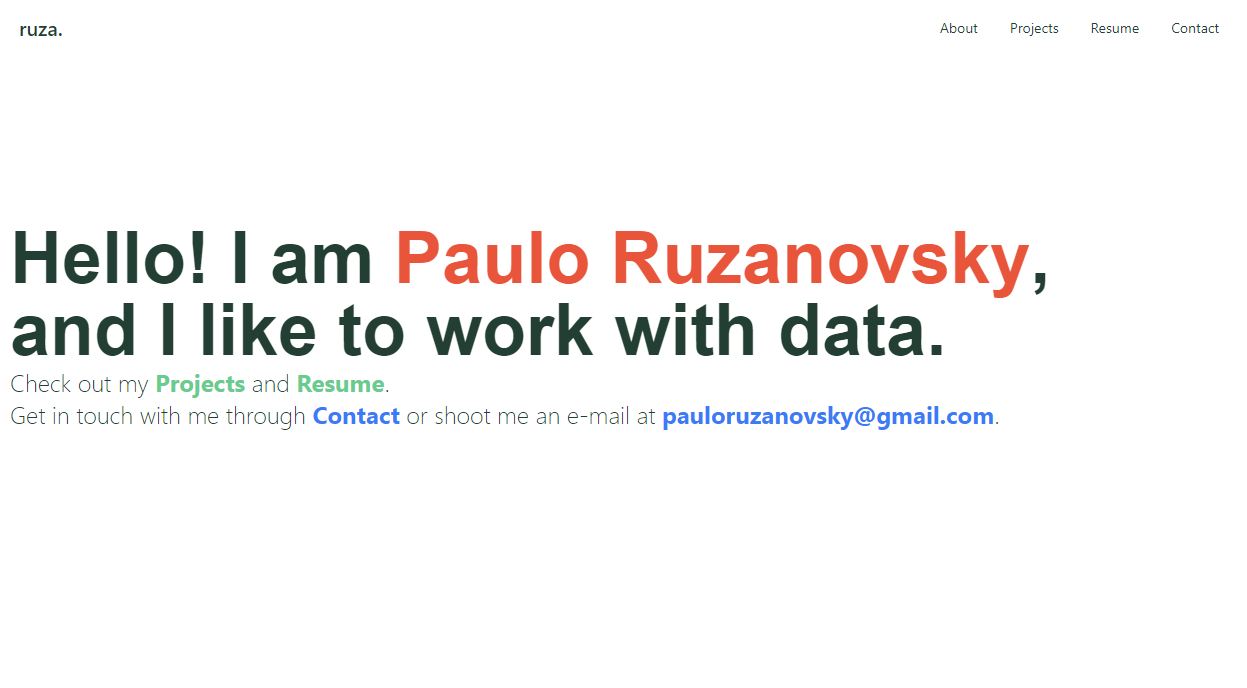 ruza.
About Projects Resume Contact
Hello! I am Paulo Ruzanovsky,
and I like to work with data.
Check out my Projects and Resume.
Get in touch with me through Contact or shoot me an e-mail at pauloruzanovsky@gmail.com.